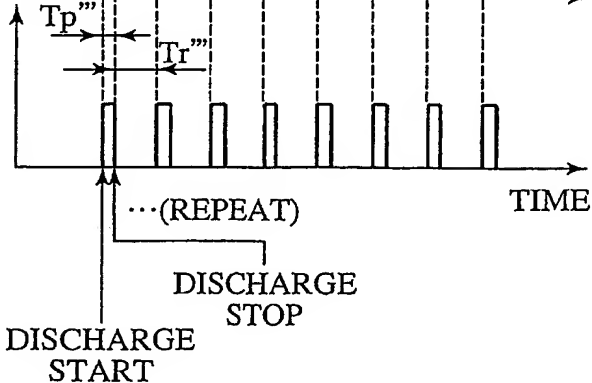 Tp'''
Tr'''
···(REPEAT)
TIME
DISCHARGE
STOP
DISCHARGE
START